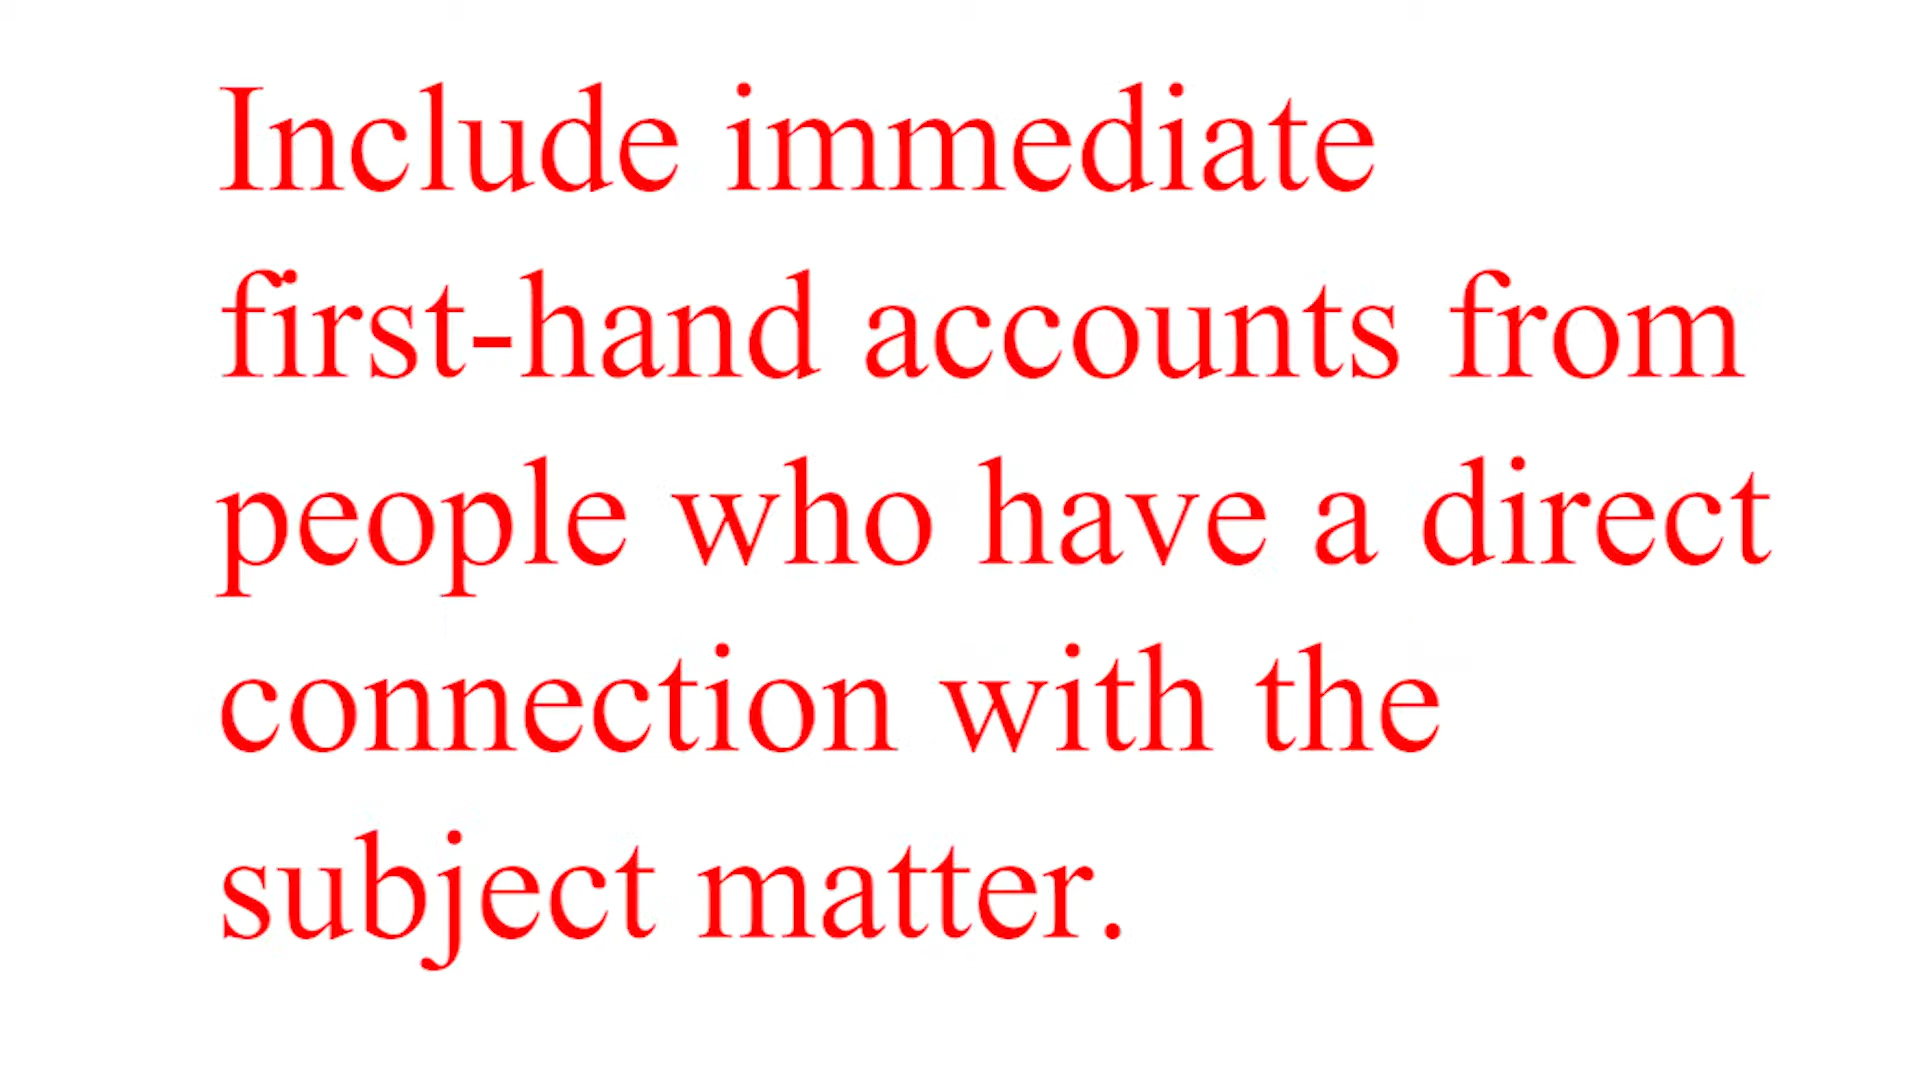 Include immediate
first-hand accounts from
people who have a direct
connection with the
subject matter.